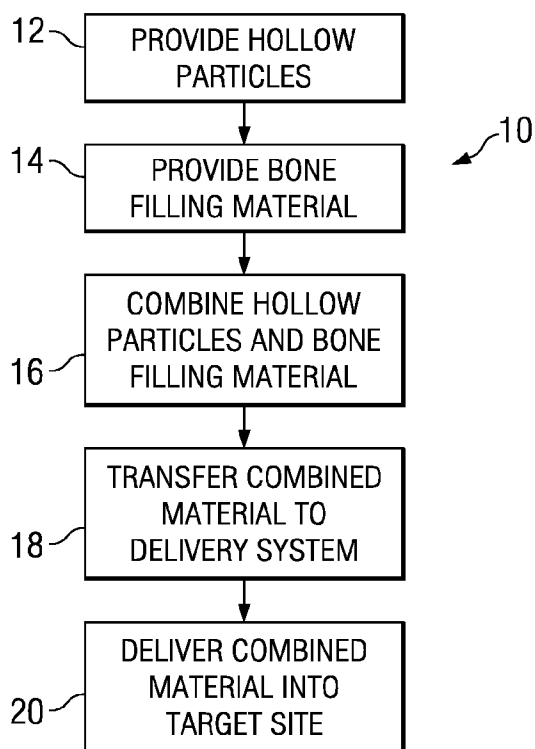 12
PROVIDE HOLLOW
PARTICLES
10
14
PROVIDE BONE
FILLING MATERIAL
16
COMBINE HOLLOW
PARTICLES AND BONE
FILLING MATERIAL
18
TRANSFER COMBINED
MATERIAL TO
DELIVERY SYSTEM
20
DELIVER COMBINED
MATERIAL INTO
TARGET SITE